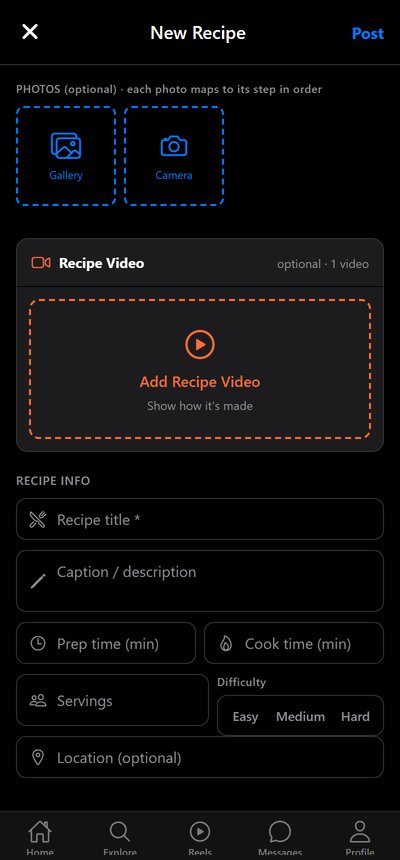 New Recipe
Post
PHOTOS (optional) · each photo maps to its step in order
Gallery
Camera
Recipe Video
optional · 1 video
Add Recipe Video
Show how it's made
RECIPE INFO
Recipe title *
Caption / description
Prep time (min)
Cook time (min)
Servings
Difficulty
Easy
Medium
Hard
Location (optional)
Home
Explore
Reels
Messages
Profile